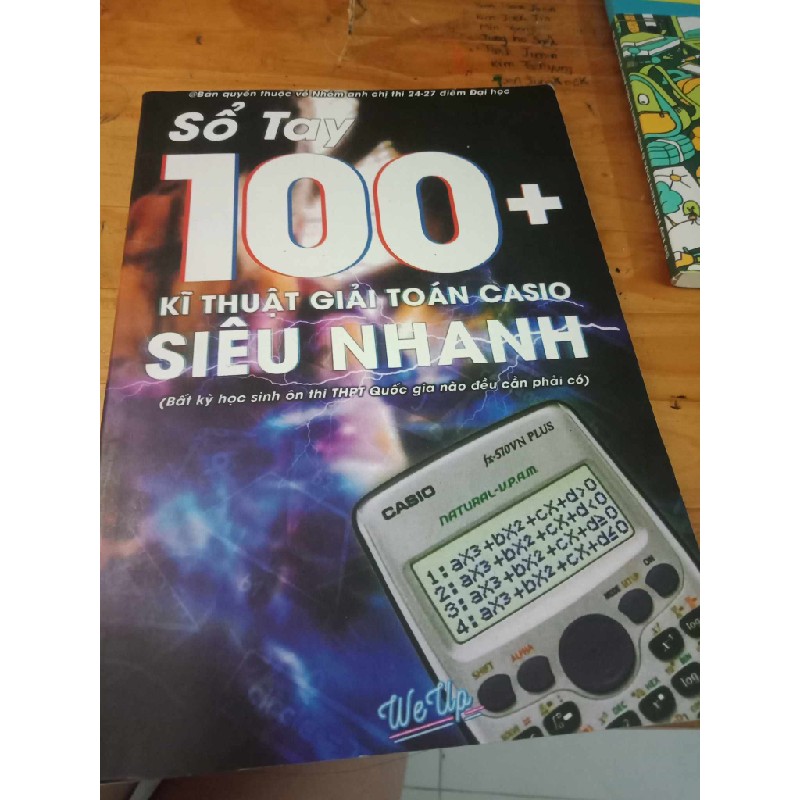 @Bản quyền thuộc về Nhóm anh chị thi 24-27 điểm Đại học
Sổ Tay
100+
KĨ THUẬT GIẢI TOÁN CASIO
SIÊU NHANH
(Bất kỳ học sinh ôn thi THPT Quốc gia nào đều cần phải có)
fx-570VN PLUS
CASIO
NATURAL-V.P.A.M.
1:aX3+bX2+cX+d>0
2:aX3+bX2+cX+d<0
3:aX3+bX2+cX+d≥0
4:aX3+bX2+cX+d≤0
MODE SETUP ON
SHIFT ALPHA
We Up